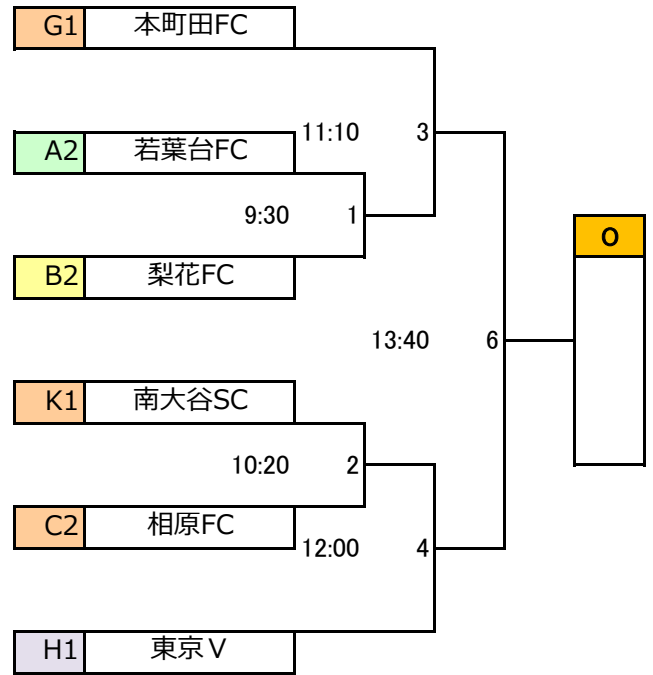 G1 本町田FC
11:10 3
A2 若葉台FC
9:30 1
B2 梨花FC
O
13:40 6
K1 南大谷SC
10:20 2
C2 相原FC
12:00 4
H1 東京Ｖ